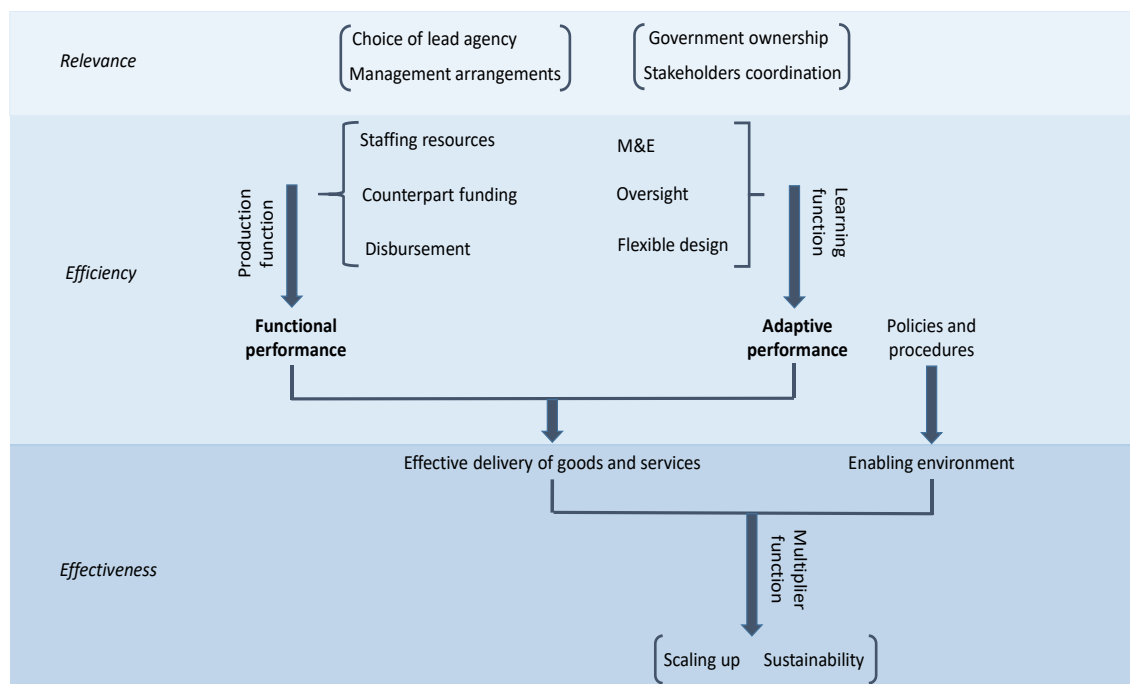 Relevance
Choice of lead agency
Management arrangements
Government ownership
Stakeholders coordination
Efficiency
Production
function
Staffing resources
Counterpart funding
Disbursement
M&E
Oversight
Flexible design
Learning
function
Functional
performance
Adaptive
performance
Policies and
procedures
Effectiveness
Effective delivery of goods and services
Enabling environment
Multiplier
function
Scaling up
Sustainability